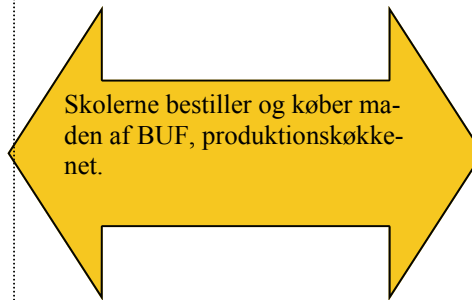 Skolerne bestiller og køber ma-
den af BUF, produktionskøkke-
net.